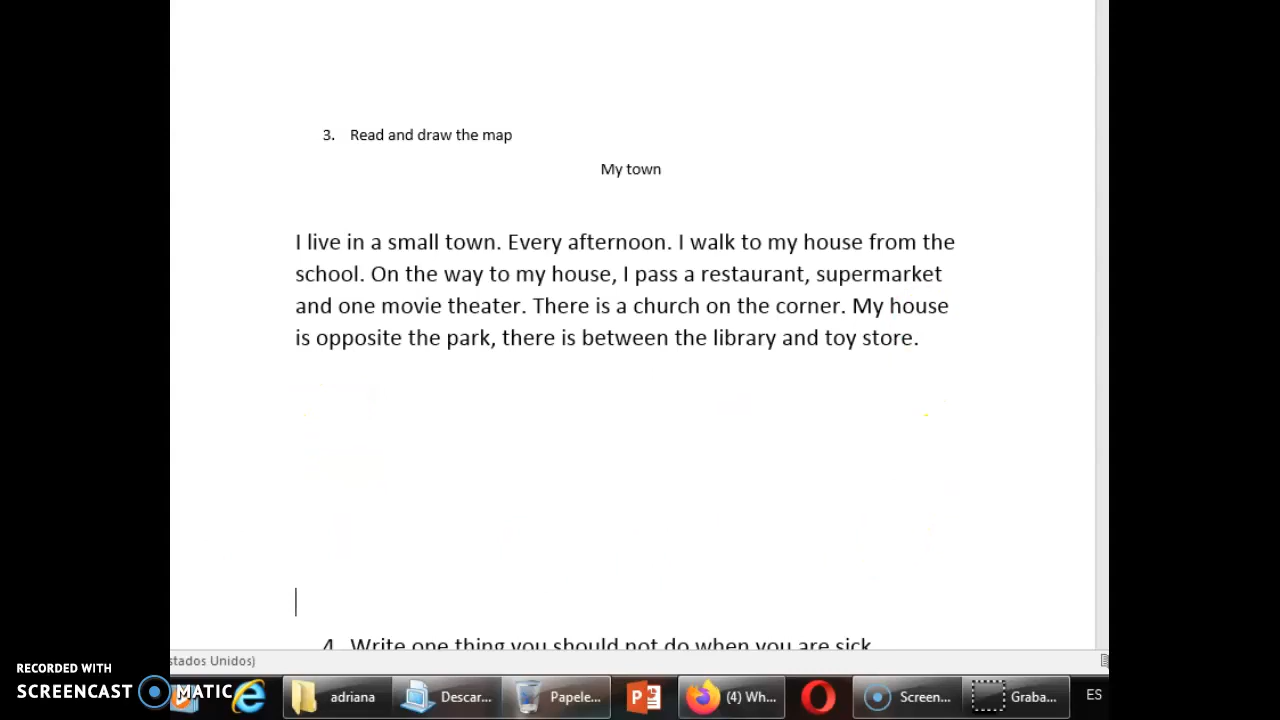 3. Read and draw the map
My town
I live in a small town. Every afternoon. I walk to my house from the
school. On the way to my house, I pass a restaurant, supermarket
and one movie theater. There is a church on the corner. My house
is opposite the park, there is between the library and toy store.
4. Write one thing you should not do when you are sick
stados Unidos)
RECORDED WITH
SCREENCAST MATIC
adriana
Descar...
Papele...
(4) Wh...
Screen...
Graba...
ES